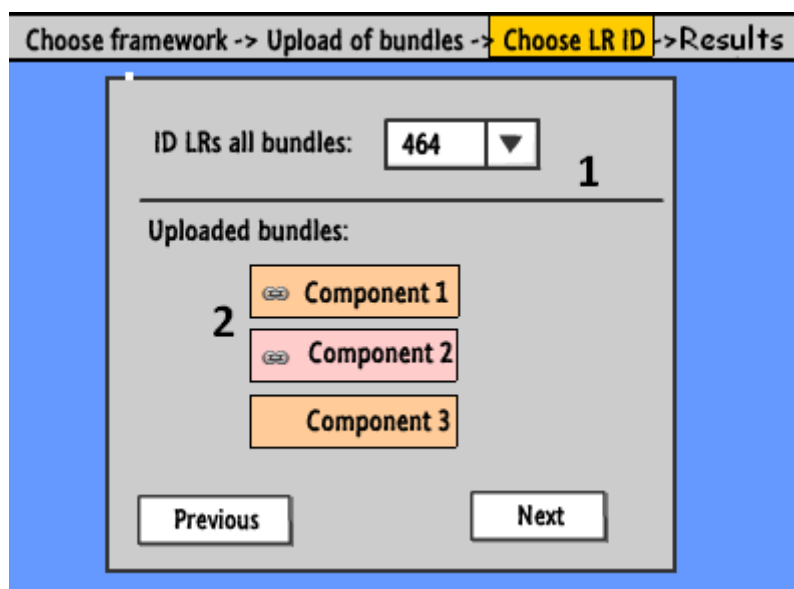 Choose framework -> Upload of bundles -> Choose LR ID ->Results
ID LRs all bundles: 464
1
Uploaded bundles:
Component 1
2
Component 2
Component 3
Previous Next